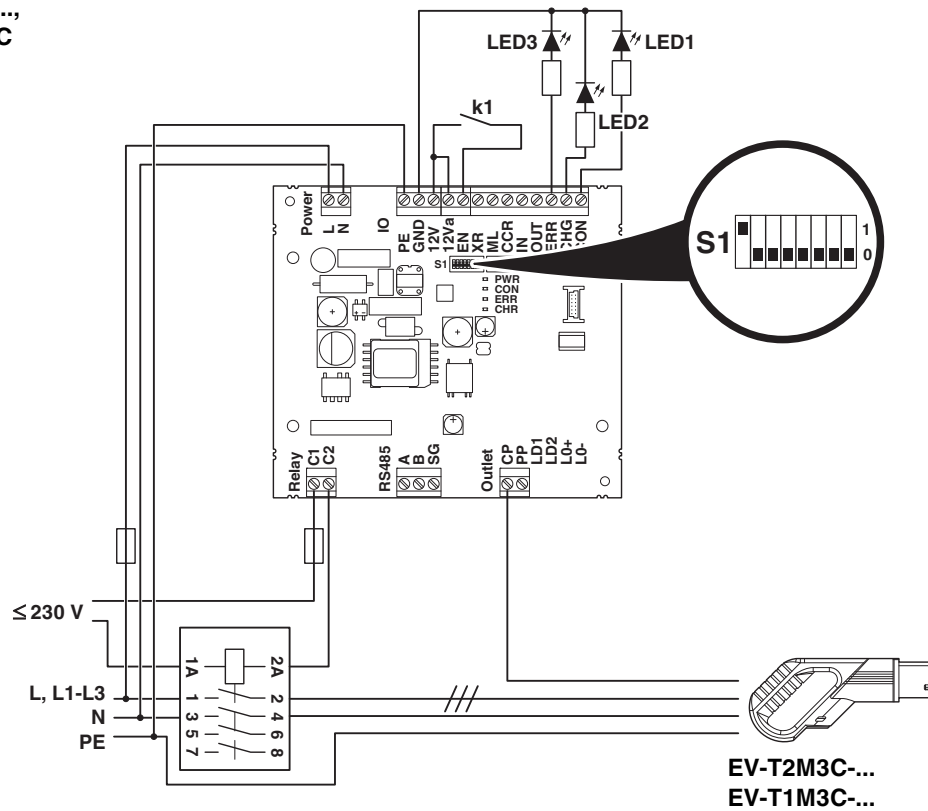 ...,
C
LED3
LED1
LED2
k1
Power
L
N
IO
PE
GND
12V
12Va
EN
XR
ML
CCR
IN
OUT
ERR
CHG
CON
S1
PWR
CON
ERR
CHR
S1
1
0
Relay
C1
C2
RS485
A
B
SG
Outlet
CP
PP
LD1
LD2
L0+
L0-
≤ 230 V
1A
2A
L, L1-L3
1
2
N
3
4
5
6
PE
7
8
EV-T2M3C-...
EV-T1M3C-...